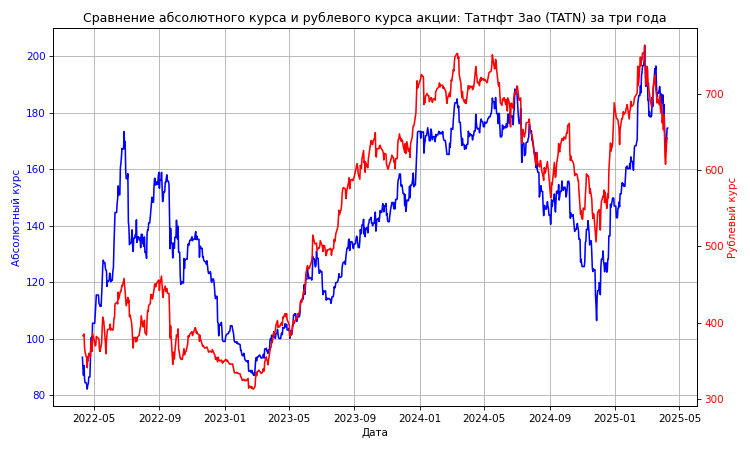 Сравнение абсолютного курса и рублевого курса акции: Татнфт 3ао (TATN) за три года
Абсолютный курс
200
180
160
140
120
100
80
700
600
500
400
300
Рублевый курс
2022-05 2022-09 2023-01 2023-05 2023-09 2024-01 2024-05 2024-09 2025-01 2025-05
Дата